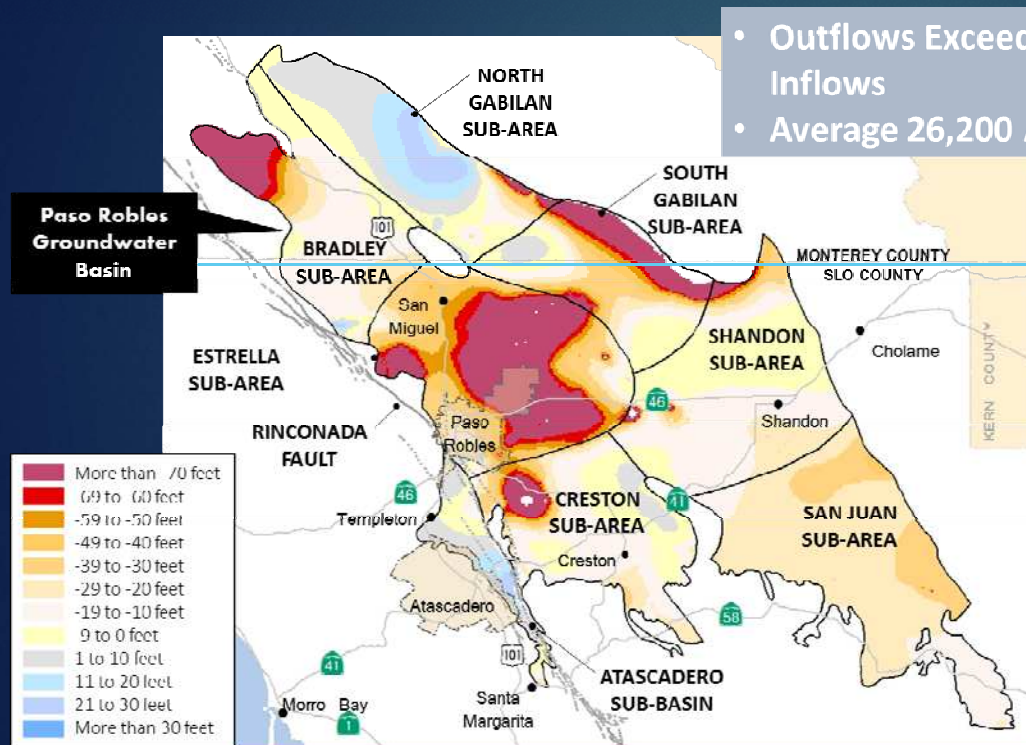 • Outflows Exceed
Inflows
• Average 26,200
NORTH
GABILAN
SUB-AREA
SOUTH
GABILAN
SUB-AREA
Paso Robles
Groundwater
Basin
101
BRADLEY
SUB-AREA
MONTEREY COUNTY
SLO COUNTY
San
Miguel
SHANDON
SUB-AREA
Cholame
KERN COUNTY
ESTRELLA
SUB-AREA
46
Shandon
Paso
Robles
RINCONADA
FAULT
46
41
CRESTON
SUB-AREA
SAN JUAN
SUB-AREA
Templeton
Creston
Atascadero
58
101
41
ATASCADERO
SUB-BASIN
Santa
Margarita
Morro Bay
1
More than 70 feet
69 to 60 feet
-59 to -50 feet
-49 to -40 feet
-39 to -30 feet
-29 to -20 feet
-19 to -10 feet
9 to 0 feet
1 to 10 feet
11 to 20 feet
21 to 30 feet
More than 30 feet